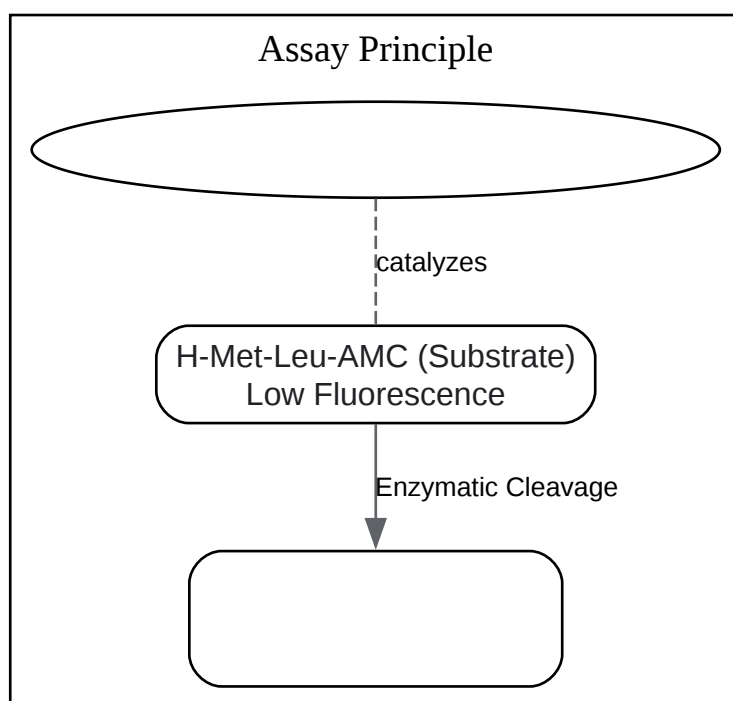 Assay Principle
catalyzes
H-Met-Leu-AMC (Substrate)
Low Fluorescence
Enzymatic Cleavage